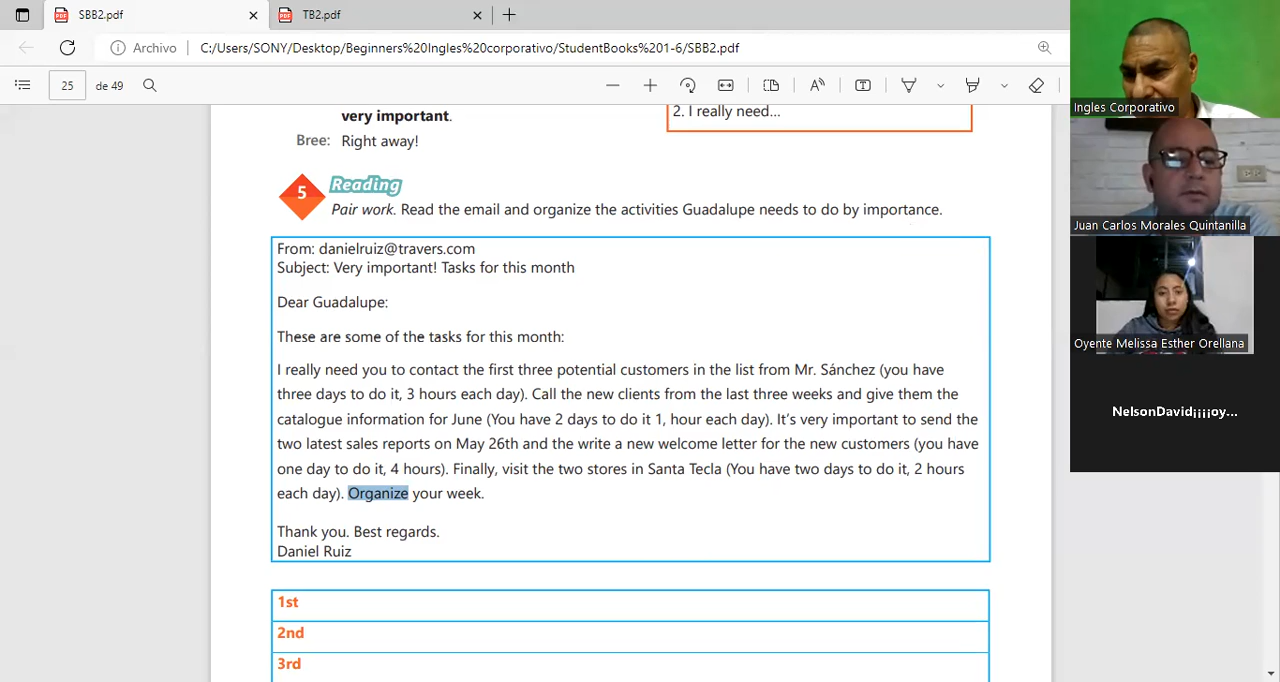 SBB2.pdf
TB2.pdf
Archivo
C:/Users/SONY/Desktop/Beginners%20Ingles%20corporativo/StudentBooks%201-6/SBB2.pdf
25 de 49
very important.
2. I really need...
Bree: Right away!
5 Reading
Pair work. Read the email and organize the activities Guadalupe needs to do by importance.
From: danielruiz@travers.com
Subject: Very important! Tasks for this month
Dear Guadalupe:
These are some of the tasks for this month:
I really need you to contact the first three potential customers in the list from Mr. Sánchez (you have
three days to do it, 3 hours each day). Call the new clients from the last three weeks and give them the
catalogue information for June (You have 2 days to do it 1, hour each day). It's very important to send the
two latest sales reports on May 26th and the write a new welcome letter for the new customers (you have
one day to do it, 4 hours). Finally, visit the two stores in Santa Tecla (You have two days to do it, 2 hours
each day). Organize your week.
Thank you. Best regards.
Daniel Ruiz
1st
2nd
3rd
Ingles Corporativo
Juan Carlos Morales Quintanilla
Oyente Melissa Esther Orellana
NelsonDavid¡¡¡¡oy...